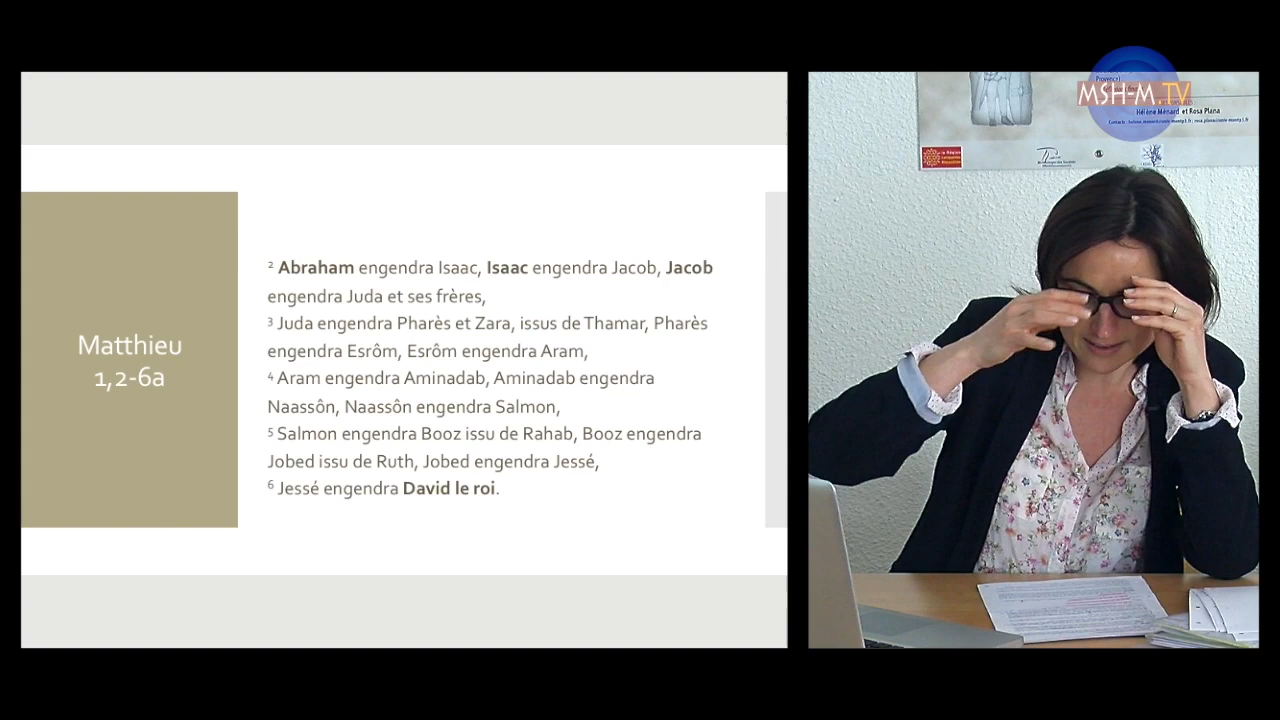 Matthieu
1,2-6a
² Abraham engendra Isaac, Isaac engendra Jacob, Jacob
engendra Juda et ses frères,
³ Juda engendra Pharès et Zara, issus de Thamar, Pharès
engendra Esrôm, Esrôm engendra Aram,
⁴ Aram engendra Aminadab, Aminadab engendra
Naassôn, Naassôn engendra Salmon,
⁵ Salmon engendra Booz issu de Rahab, Booz engendra
Jobed issu de Ruth, Jobed engendra Jessé,
⁶ Jessé engendra David le roi.
MSH-M.TV
Provence)
Hélène Ménard et Rosa Plana